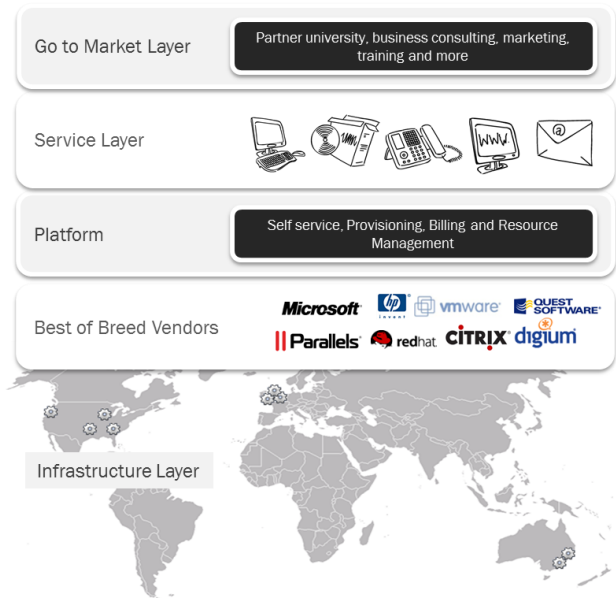 Go to Market Layer
Partner university, business consulting, marketing,
training and more
Service Layer
WWW.
@
Platform
Self service, Provisioning, Billing and Resource
Management
Best of Breed Vendors
Microsoft
hp
invent
vmware
QUEST
SOFTWARE
Parallels
redhat
CITRIX
digium
Infrastructure Layer